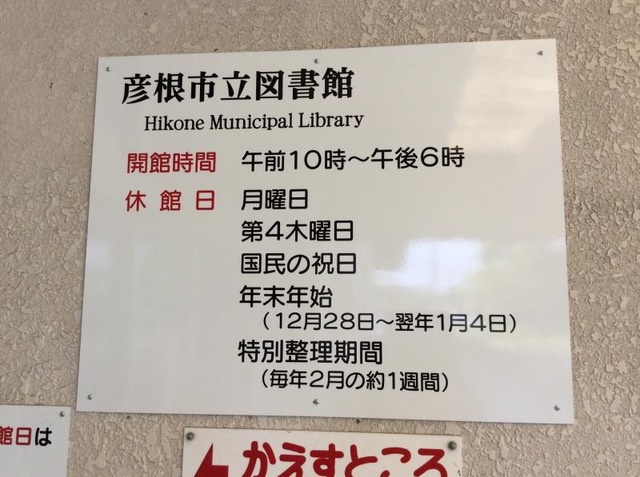 彦根市立図書館
Hikone Municipal Library
開館時間 午前10時～午後6時
休館日 月曜日
第4木曜日
国民の祝日
年末年始
（12月28日～翌年1月4日）
特別整理期間
（毎年2月の約1週間）
館日は
かえすところ